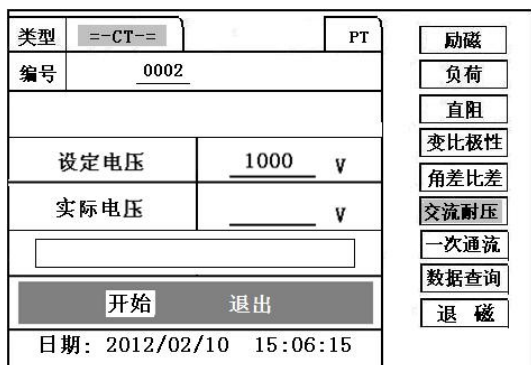 类型 =-CT-= PT
编号 0002
设定电压 1000 V
实际电压 V
开始 退出
日期: 2012/02/10 15:06:15
励磁
负荷
直阻
变比极性
角差比差
交流耐压
一次通流
数据查询
退 磁